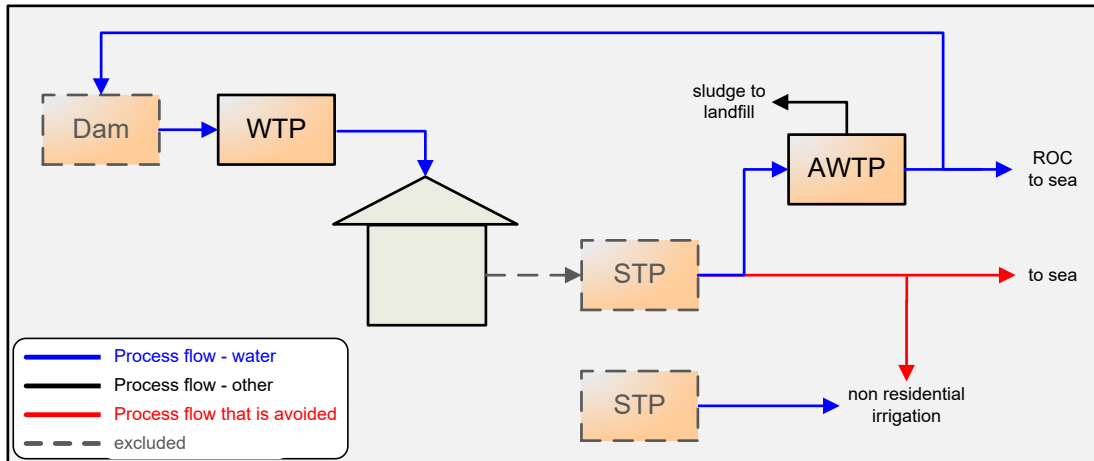 sludge to
landfill
Dam
WTP
AWTP
ROC
to sea
STP
to sea
Process flow - water
Process flow - other
Process flow that is avoided
excluded
STP
non residential
irrigation